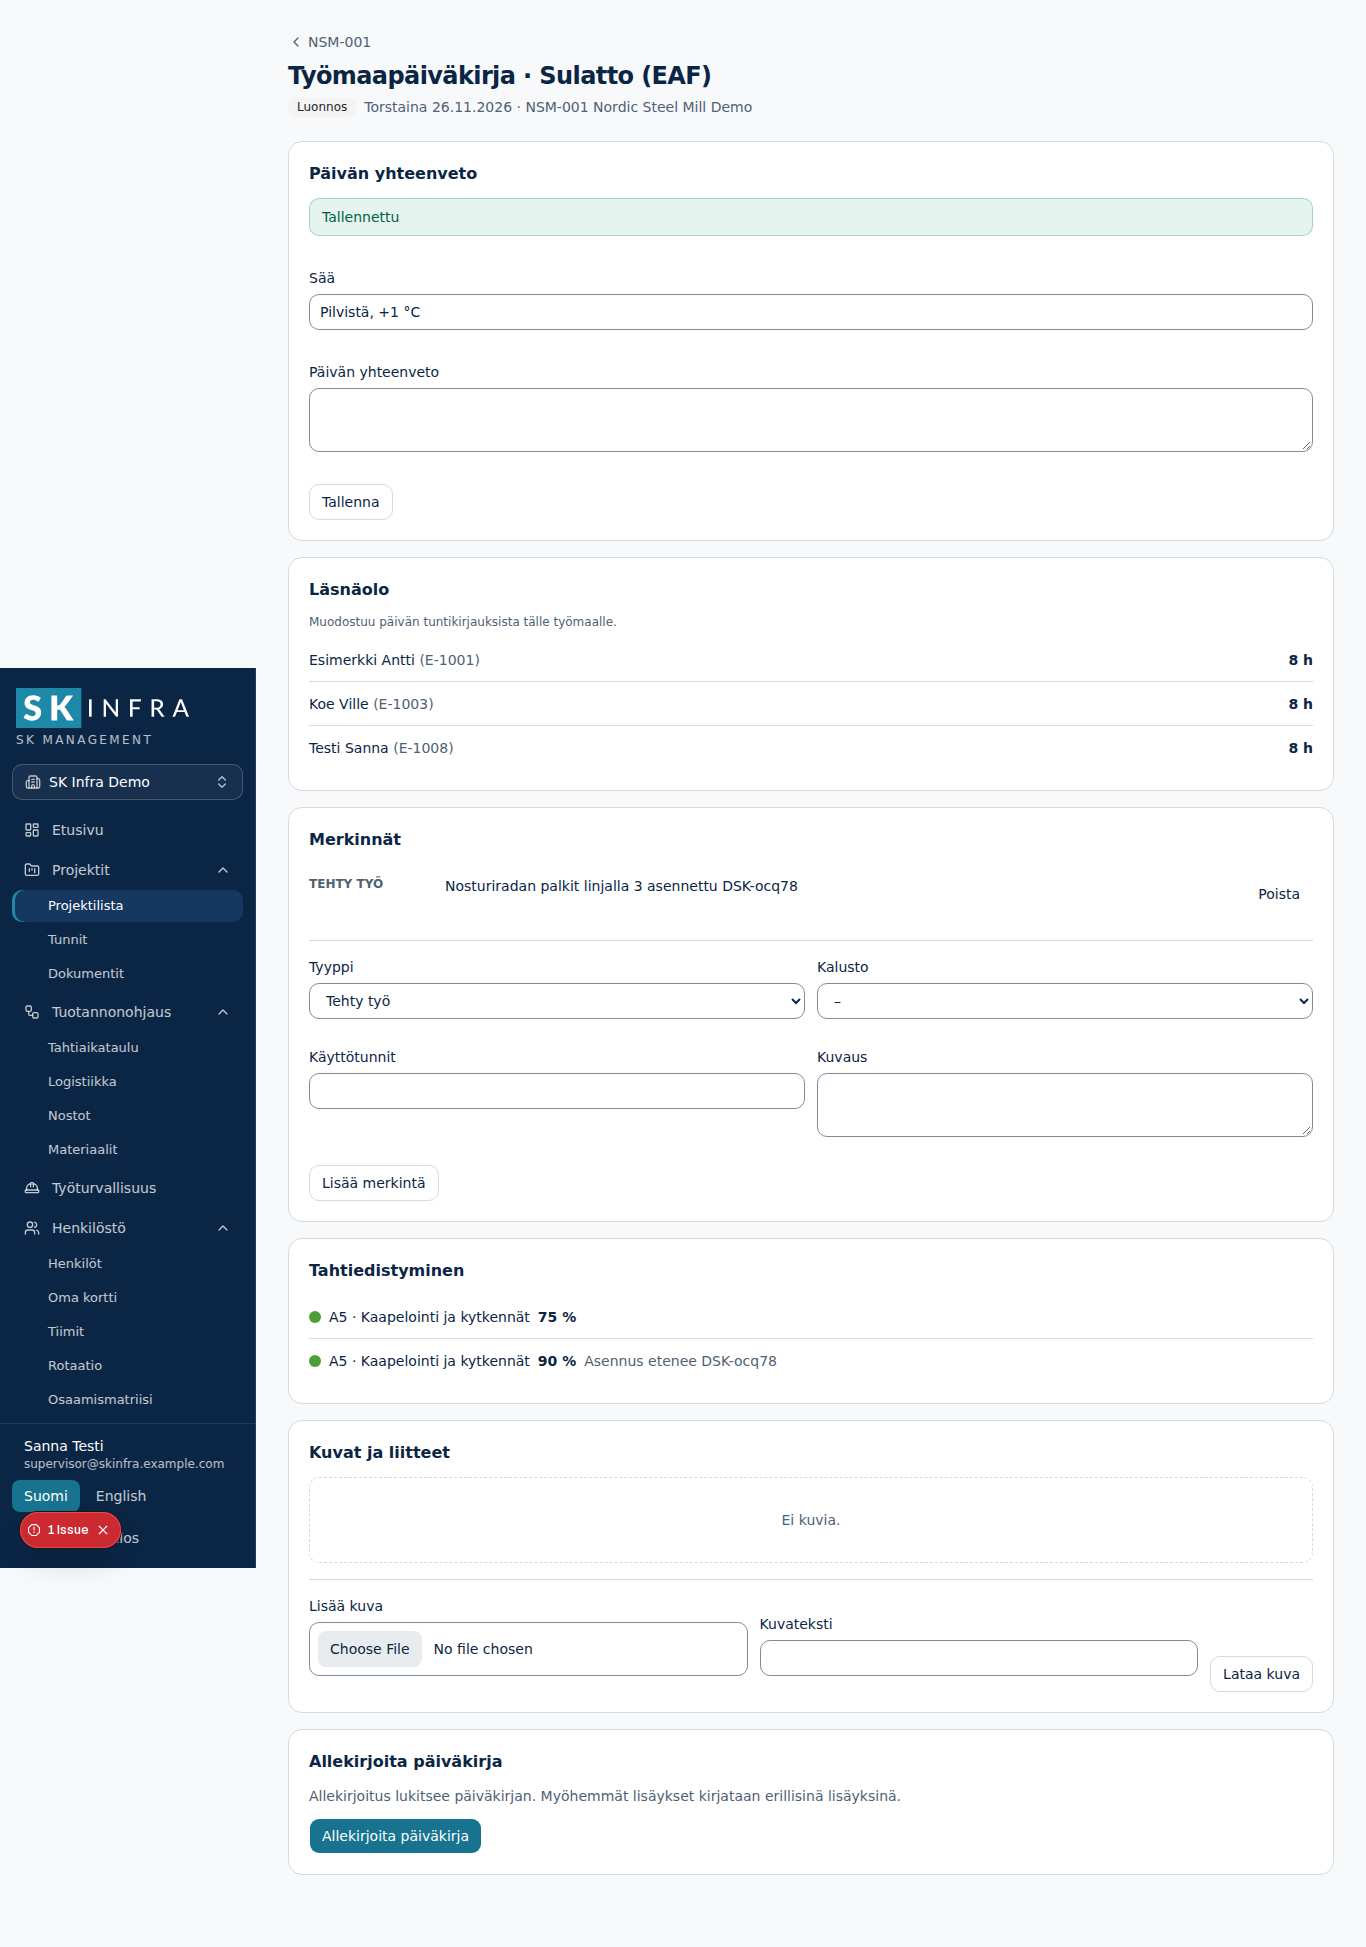 NSM-001
Työmaapäiväkirja · Sulatto (EAF)
Luonnos Torstaina 26.11.2026 · NSM-001 Nordic Steel Mill Demo
Päivän yhteenveto
Tallennettu
Sää
Pilvistä, +1 °C
Päivän yhteenveto
Tallenna
Läsnäolo
Muodostuu päivän tuntikirjauksista tälle työmaalle.
Esimerkki Antti (E-1001) 8 h
Koe Ville (E-1003) 8 h
Testi Sanna (E-1008) 8 h
Merkinnät
TEHTY TYÖ Nosturiradan palkit linjalla 3 asennettu DSK-ocq78 Poista
Tyyppi Kalusto
Tehty työ –
Käyttötunnit Kuvaus
Lisää merkintä
Tahtiedistyminen
A5 · Kaapelointi ja kytkennät 75 %
A5 · Kaapelointi ja kytkennät 90 % Asennus etenee DSK-ocq78
Kuvat ja liitteet
Ei kuvia.
Lisää kuva
Kuvateksti
Choose File No file chosen
Lataa kuva
Allekirjoita päiväkirja
Allekirjoitus lukitsee päiväkirjan. Myöhemmät lisäykset kirjataan erillisinä lisäyksinä.
Allekirjoita päiväkirja
SK INFRA
SK MANAGEMENT
SK Infra Demo
Etusivu
Projektit
Projektilista
Tunnit
Dokumentit
Tuotannonohjaus
Tahtiaikataulu
Logistiikka
Nostot
Materiaalit
Työturvallisuus
Henkilöstö
Henkilöt
Oma kortti
Tiimit
Rotaatio
Osaamismatriisi
Sanna Testi
supervisor@skinfra.example.com
Suomi English
1 Issue